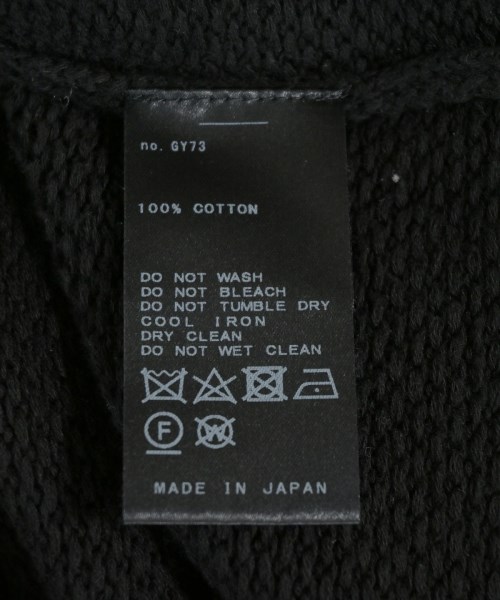 no. GY73
100% COTTON
DO NOT WASH
DO NOT BLEACH
DO NOT TUMBLE DRY
COOL IRON
DRY CLEAN
DO NOT WET CLEAN
F W
MADE IN JAPAN